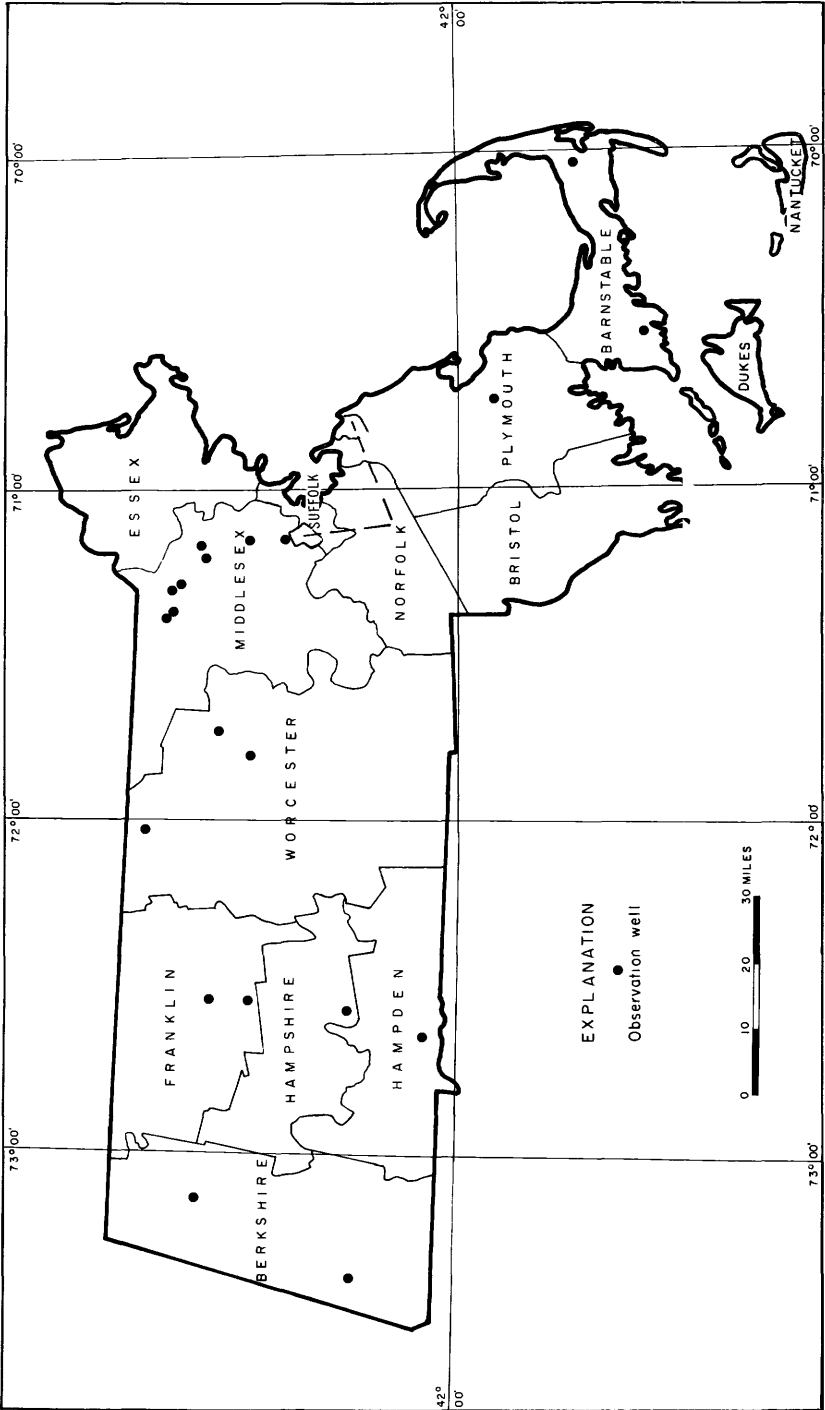 73°00'
72°00'
71°00'
70°00'
42°
00'
ESSEX
FRANKLIN
MIDDLESEX
BERKSHIRE
HAMPSHIRE
WORCESTER
SUFFOLK
HAMPDEN
NORFOLK
PLYMOUTH
BRISTOL
BARNSTABLE
DUKES
NANTUCKET
EXPLANATION
Observation well
0
10
20
30 MILES
42°
00'
73°00'
72°00'
71°00'
70°00'